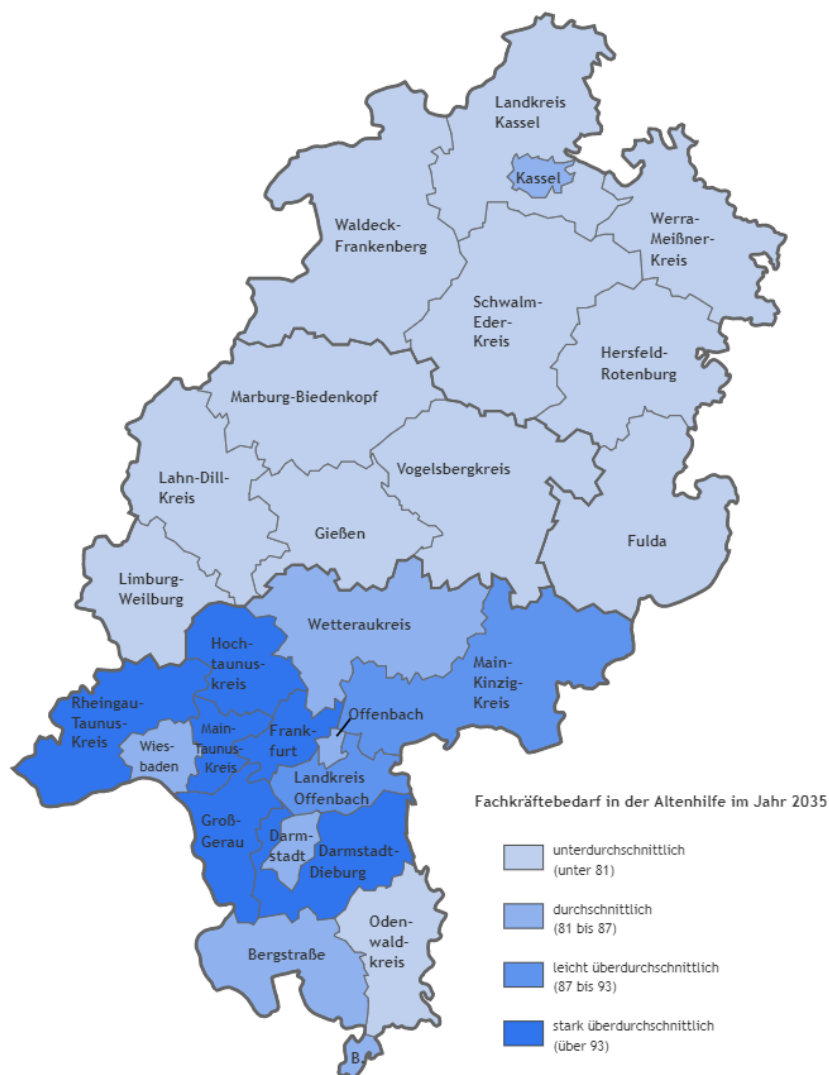 Landkreis
Kassel
Kassel
Waldeck-
Frankenberg
Werra-
Meißner-
Kreis
Schwalm-
Eder-
Kreis
Hersfeld-
Rotenburg
Marburg-Biedenkopf
Vogelsbergkreis
Lahn-Dill-
Kreis
Gießen
Fulda
Limburg-
Weilburg
Wetteraukreis
Hoch-
taunus-
kreis
Main-
Kinzig-
Kreis
Rheingau-
Taunus-
Kreis
Wies-
baden
Main-
Taunus-
Kreis
Frank-
furt
Offenbach
Landkreis
Offenbach
Groß-
Gerau
Darm-
stadt
Darmstadt-
Dieburg
Odenwald-
kreis
Bergstraße
B.
Fachkräftebedarf in der Altenhilfe im Jahr 2035
unterdurchschnittlich
(unter 81)
durchschnittlich
(81 bis 87)
leicht überdurchschnittlich
(87 bis 93)
stark überdurchschnittlich
(über 93)